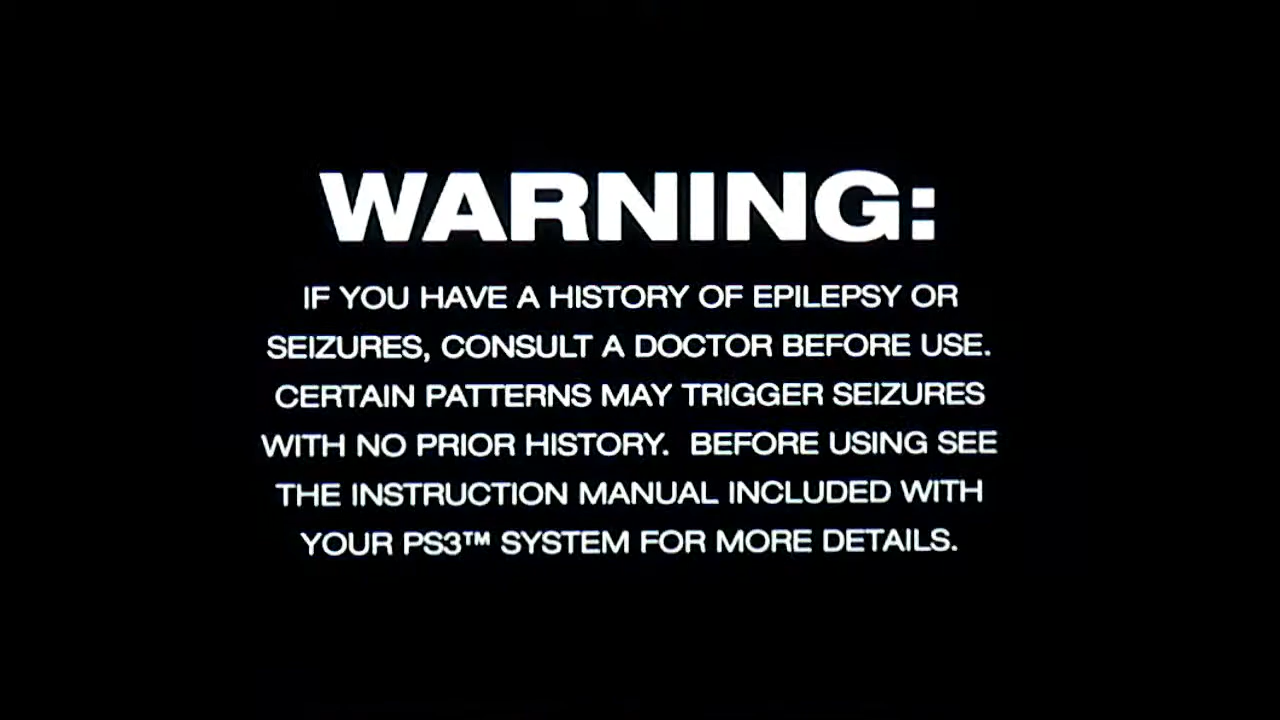 WARNING:
IF YOU HAVE A HISTORY OF EPILEPSY OR
SEIZURES, CONSULT A DOCTOR BEFORE USE.
CERTAIN PATTERNS MAY TRIGGER SEIZURES
WITH NO PRIOR HISTORY.  BEFORE USING SEE
THE INSTRUCTION MANUAL INCLUDED WITH
YOUR PS3™ SYSTEM FOR MORE DETAILS.